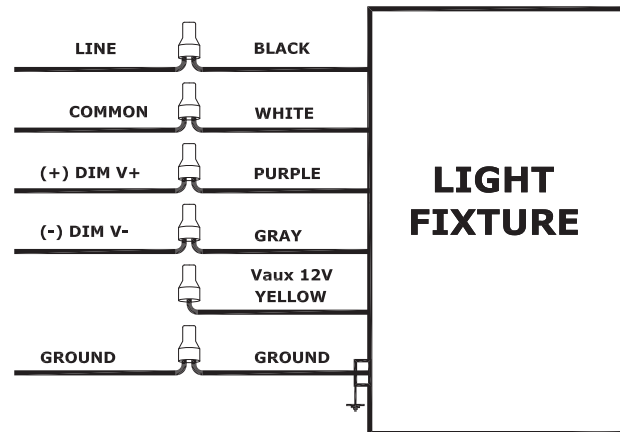 LINE BLACK
COMMON WHITE
(+) DIM V+ PURPLE
(-) DIM V- GRAY
Vaux 12V
YELLOW
GROUND GROUND
LIGHT
FIXTURE